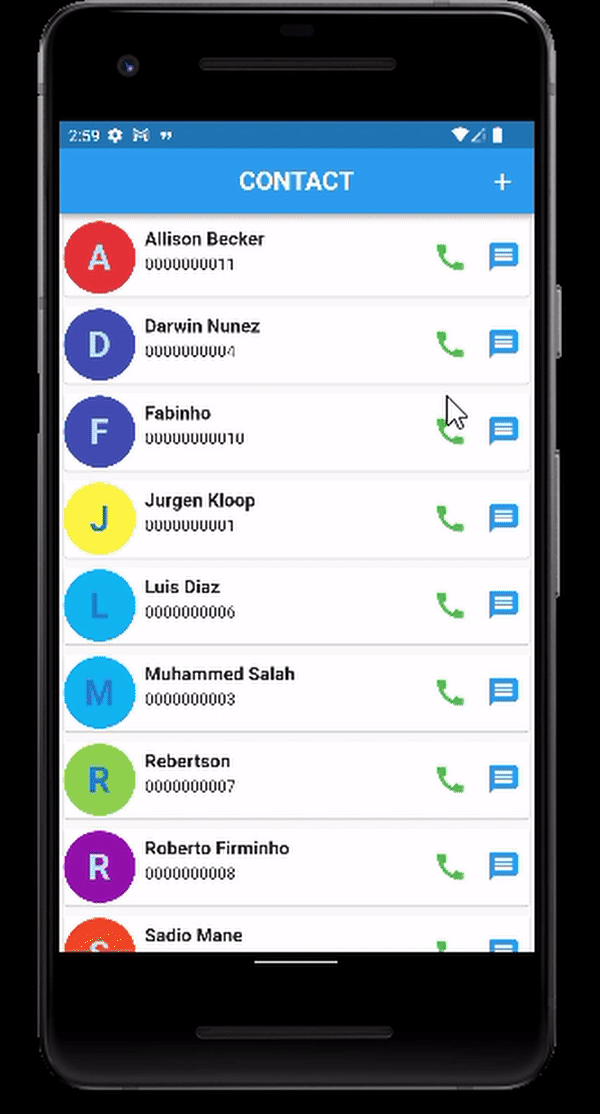 2:59
CONTACT +
A
Allison Becker
0000000011
D
Darwin Nunez
0000000004
F
Fabinho
00000000010
J
Jurgen Kloop
0000000001
L
Luis Diaz
0000000006
M
Muhammed Salah
0000000003
R
Rebertson
0000000007
R
Roberto Firminho
0000000008
S
Sadio Mane